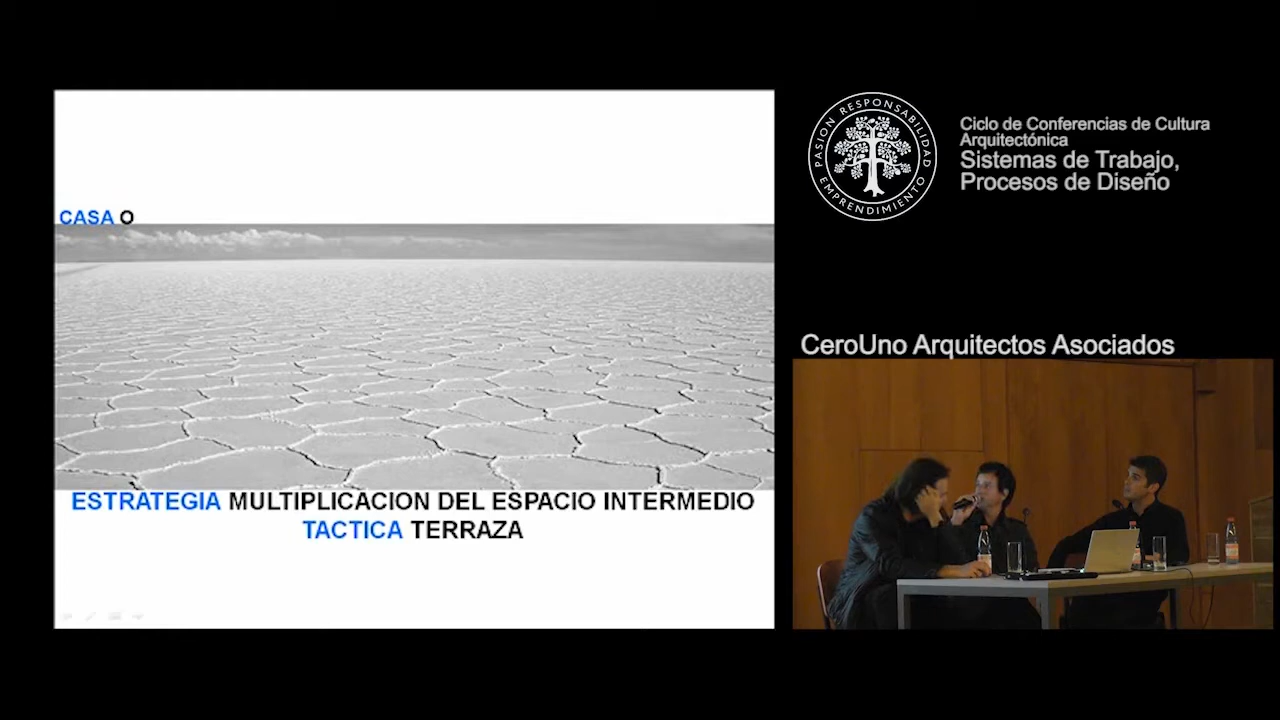 CASA O
ESTRATEGIA MULTIPLICACION DEL ESPACIO INTERMEDIO
TACTICA TERRAZA
PASION RESPONSABILIDAD
EMPRENDIMIENTO
Ciclo de Conferencias de Cultura
Arquitectónica
Sistemas de Trabajo,
Procesos de Diseño
CeroUno Arquitectos Asociados